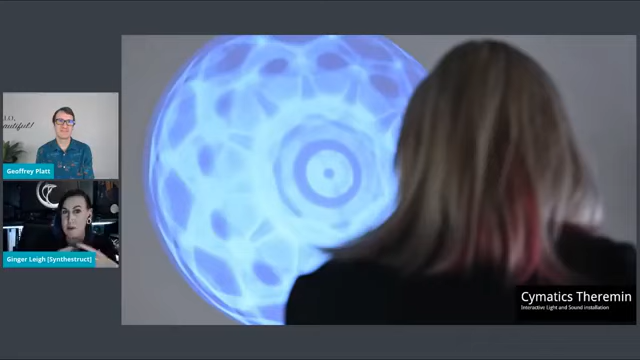 Geoffrey Platt
Ginger Leigh [Synthestruct]
Cymatics Theremin
Interactive Light and Sound installation